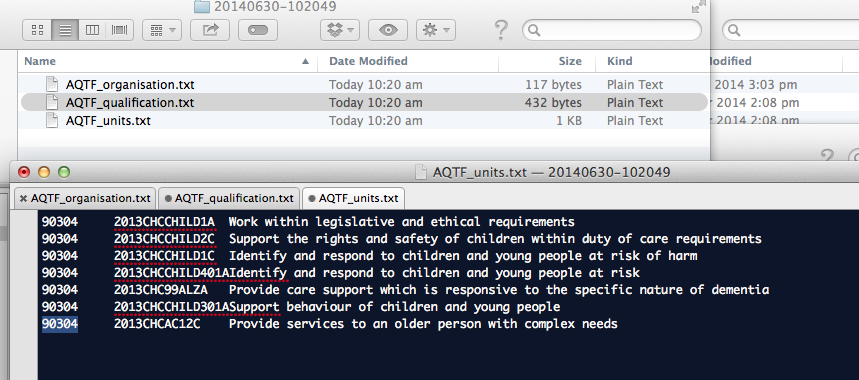 20140630-102049
Name Date Modified Size Kind odified
AQTF_organisation.txt Today 10:20 am 117 bytes Plain Text 2014 3:03 pm
AQTF_qualification.txt Today 10:20 am 432 bytes Plain Text 2014 2:08 pm
AQTF_units.txt Today 10:20 am 1 KB Plain Text 2014 2:08 pm
AQTF_units.txt — 20140630-102049
AQTF_organisation.txt AQTF_qualification.txt AQTF_units.txt
90304 2013CHCCHILD1A Work within legislative and ethical requirements
90304 2013CHCCHILD2C Support the rights and safety of children within duty of care requirements
90304 2013CHCCHILD1C Identify and respond to children and young people at risk of harm
90304 2013CHCCHILD401AIdentify and respond to children and young people at risk
90304 2013CHC99ALZA Provide care support which is responsive to the specific nature of dementia
90304 2013CHCCHILD301ASupport behaviour of children and young people
90304 2013CHCAC12C Provide services to an older person with complex needs